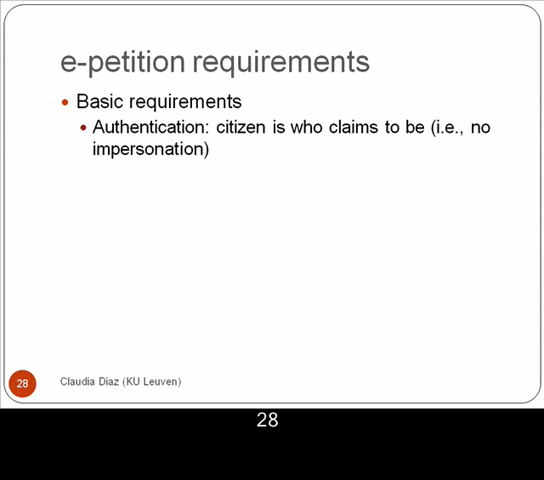 e-petition requirements
• Basic requirements
• Authentication: citizen is who claims to be (i.e., no
impersonation)
28
Claudia Diaz (KU Leuven)
28